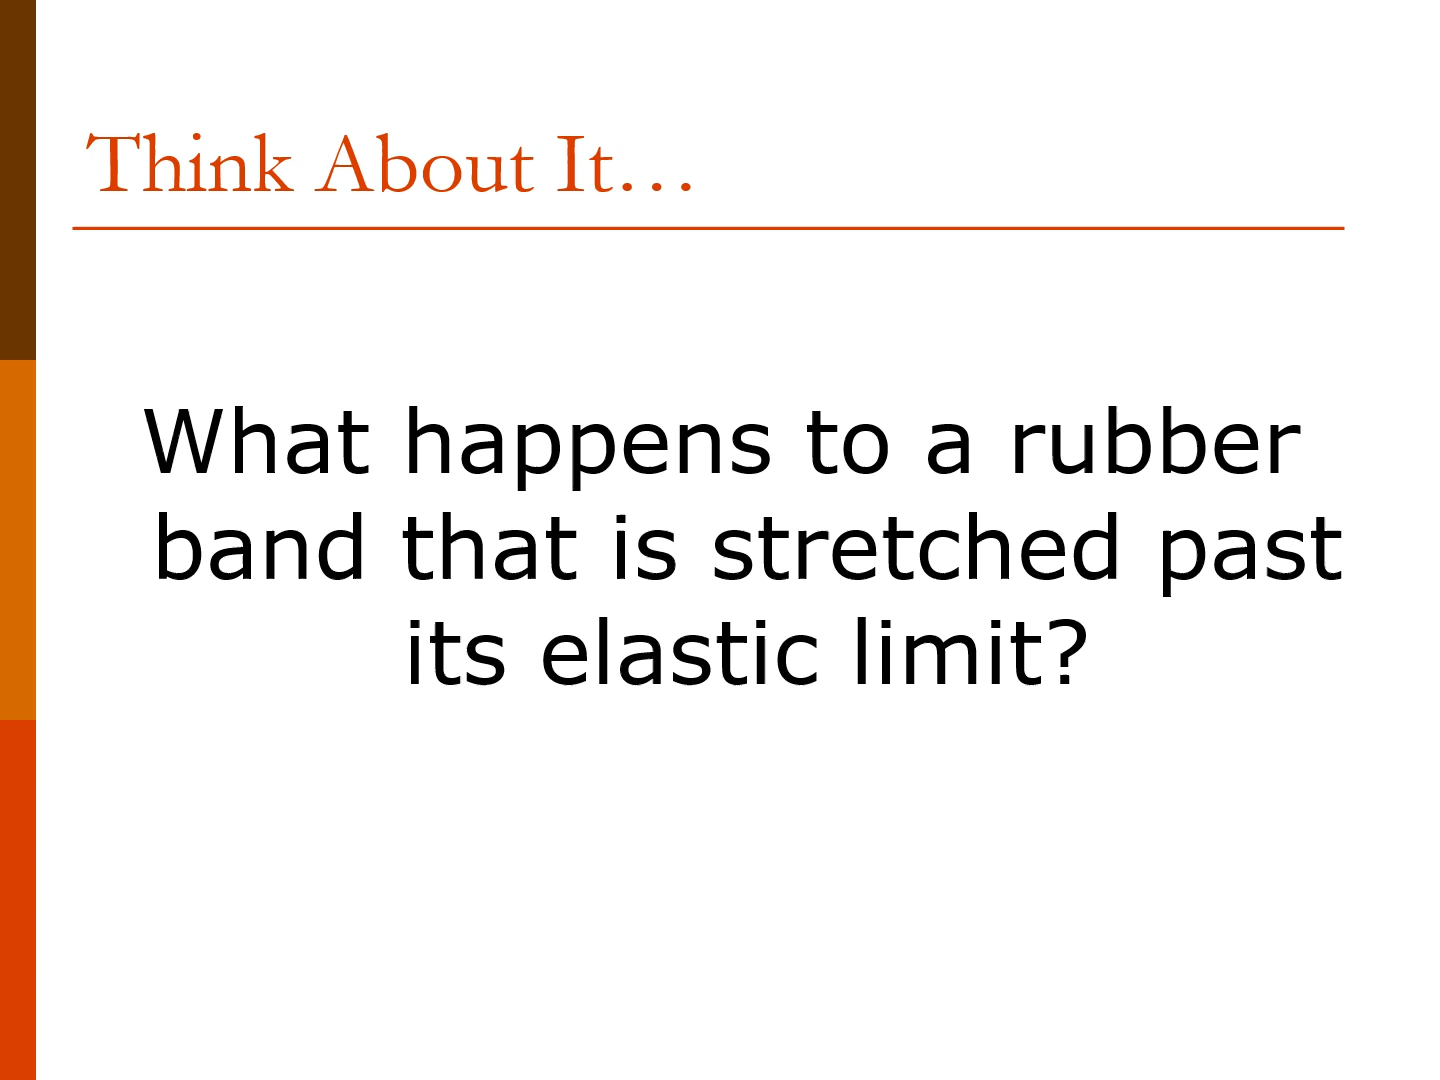 Think About It…
What happens to a rubber
band that is stretched past
its elastic limit?